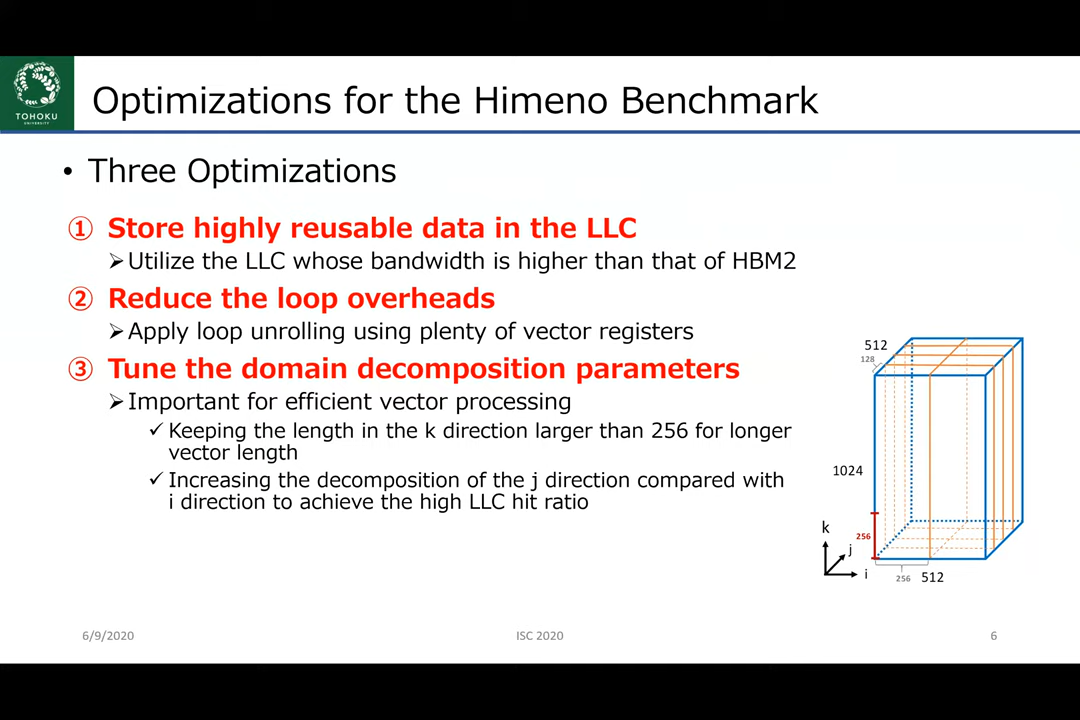 TOHOKU
UNIVERSITY
Optimizations for the Himeno Benchmark
• Three Optimizations
① Store highly reusable data in the LLC
➢Utilize the LLC whose bandwidth is higher than that of HBM2
② Reduce the loop overheads
➢Apply loop unrolling using plenty of vector registers
③ Tune the domain decomposition parameters
➢Important for efficient vector processing
✓Keeping the length in the k direction larger than 256 for longer
vector length
✓Increasing the decomposition of the j direction compared with
i direction to achieve the high LLC hit ratio
512
128
1024
k
256
j
i
256
512
6/9/2020
ISC 2020
6